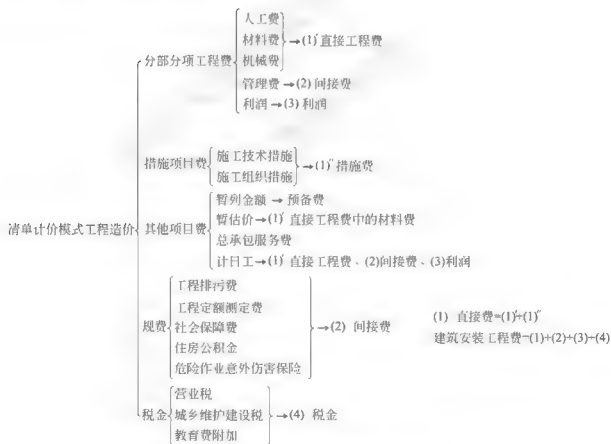 人工费
材料费 →(1)′直接工程费
机械费
分部分项工程费
管理费→(2)间接费
利润→(3)利润
措施项目费
施工技术措施
施工组织措施
→(1)″措施费
清单计价模式工程造价
其他项目费
暂列金额→预备费
暂估价→(1)′直接工程费中的材料费
总承包服务费
计日工→(1)′直接工程费、(2)间接费、(3)利润
规费
工程排污费
工程定额测定费
社会保障费
住房公积金
危险作业意外伤害保险
→(2) 间接费
(1) 直接费=(1)′+(1)″
建筑安装工程费=(1)+(2)+(3)+(4)
税金
营业税
城乡维护建设税
教育费附加
→(4) 税金